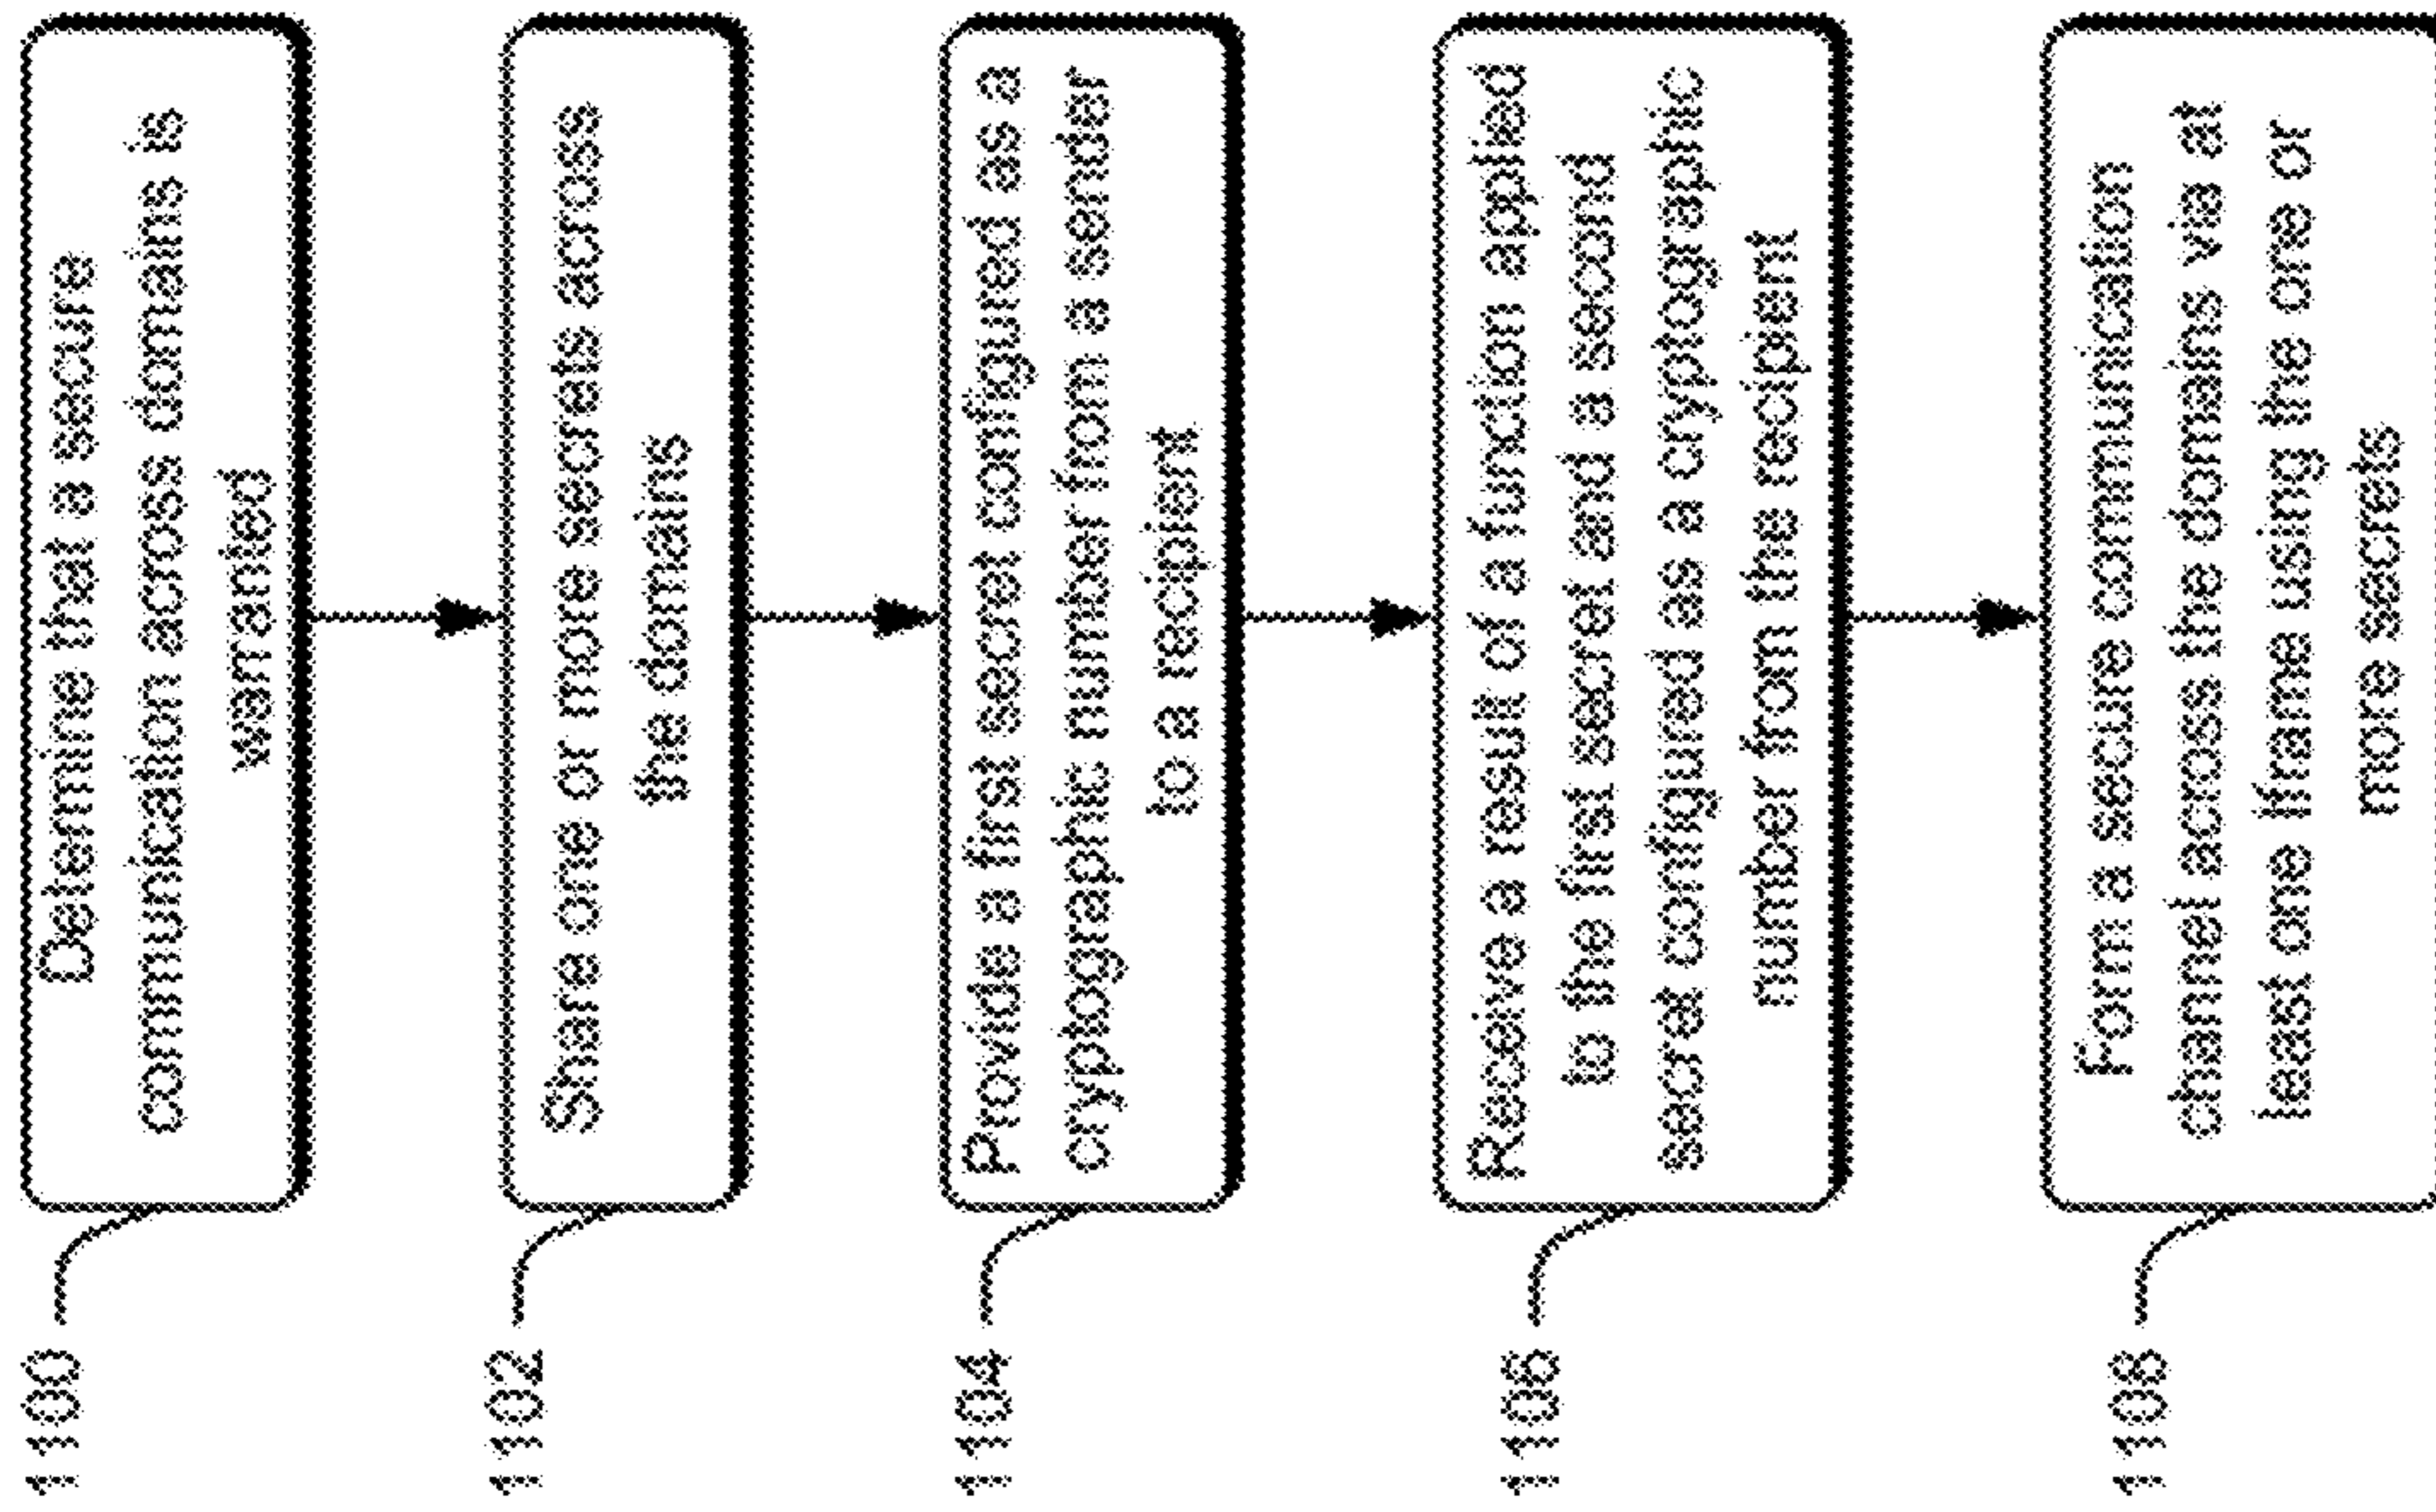 1100
Determine that a secure
communication across domains is
warranted
1102
Share one or more secrets across
the domains
1104
Provide a first secret configured as a
cryptographic number from a sender
to a recipient
1106
Receive a result of a function applied
to the first secret and a second
secret configured as a cryptographic
number from the recipient
1108
Form a secure communication
channel across the domains via at
least one Iframe using the one or
more secrets